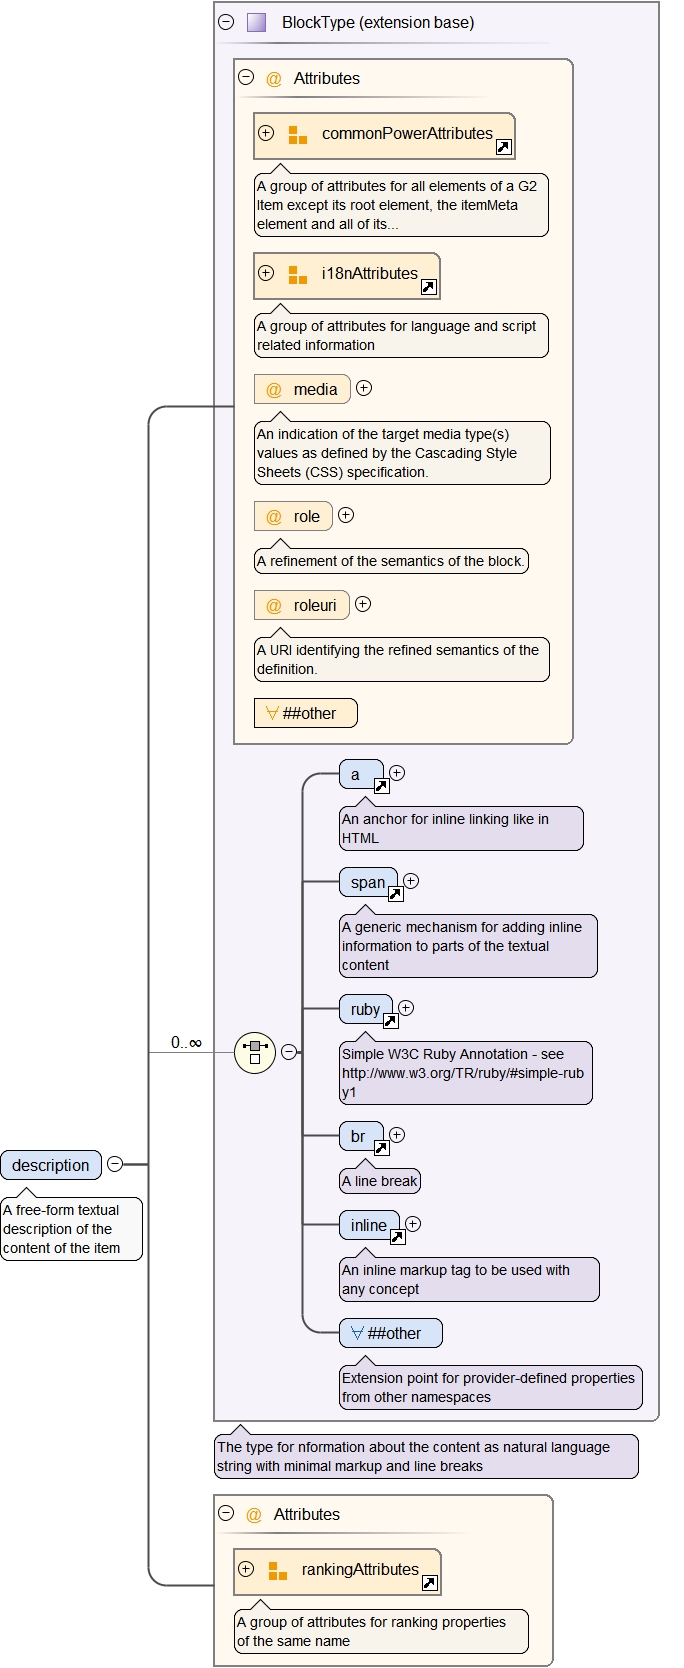 BlockType (extension base)
@ Attributes
commonPowerAttributes
A group of attributes for all elements of a G2
Item except its root element, the itemMeta
element and all of its...
i18nAttributes
A group of attributes for language and script
related information
@ media
An indication of the target media type(s)
values as defined by the Cascading Style
Sheets (CSS) specification.
@ role
A refinement of the semantics of the block.
@ roleuri
A URI identifying the refined semantics of the
definition.
∀ ##other
a
An anchor for inline linking like in
HTML
span
A generic mechanism for adding inline
information to parts of the textual
content
ruby
Simple W3C Ruby Annotation - see
http://www.w3.org/TR/ruby/#simple-rub
y1
0..∞
br
A line break
description
A free-form textual
description of the
content of the item
inline
An inline markup tag to be used with
any concept
∀ ##other
Extension point for provider-defined properties
from other namespaces
The type for nformation about the content as natural language
string with minimal markup and line breaks
@ Attributes
rankingAttributes
A group of attributes for ranking properties
of the same name